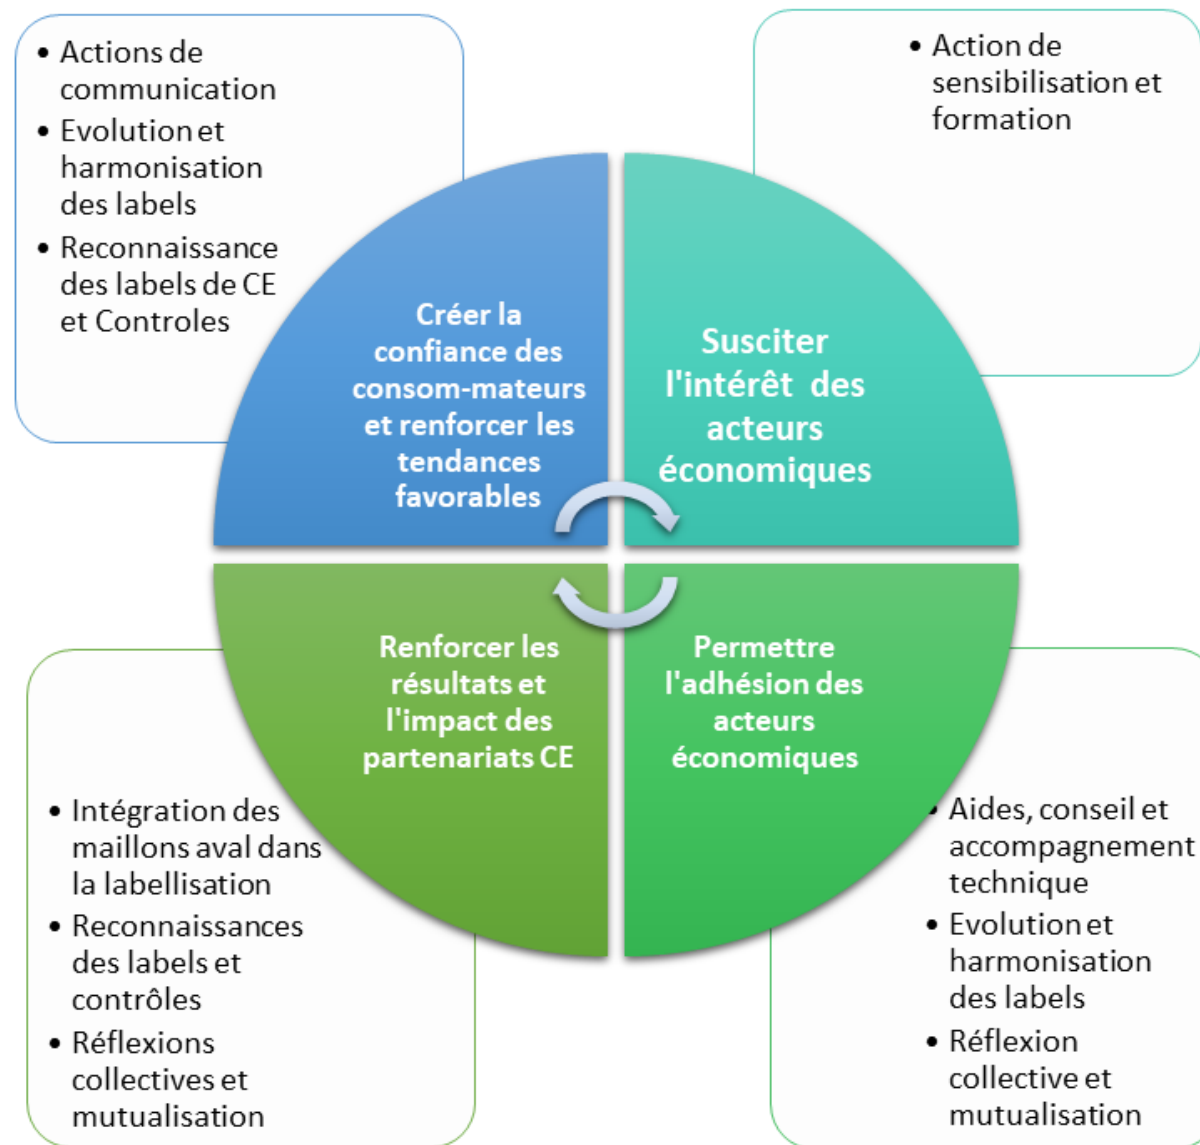 • Actions de
communication
• Evolution et
harmonisation
des labels
• Reconnaissance
des labels de CE
et Controles
• Action de
sensibilisation et
formation
Créer la
confiance des
consom-mateurs
et renforcer les
tendances
favorables
Susciter
l'intérêt des
acteurs
économiques
Renforcer les
résultats et
l'impact des
partenariats CE
Permettre
l'adhésion des
acteurs
économiques
• Intégration des
maillons aval dans
la labellisation
• Reconnaissances
des labels et
contrôles
• Réflexions
collectives et
mutualisation
• Aides, conseil et
accompagnement
technique
• Evolution et
harmonisation
des labels
• Réflexion
collective et
mutualisation